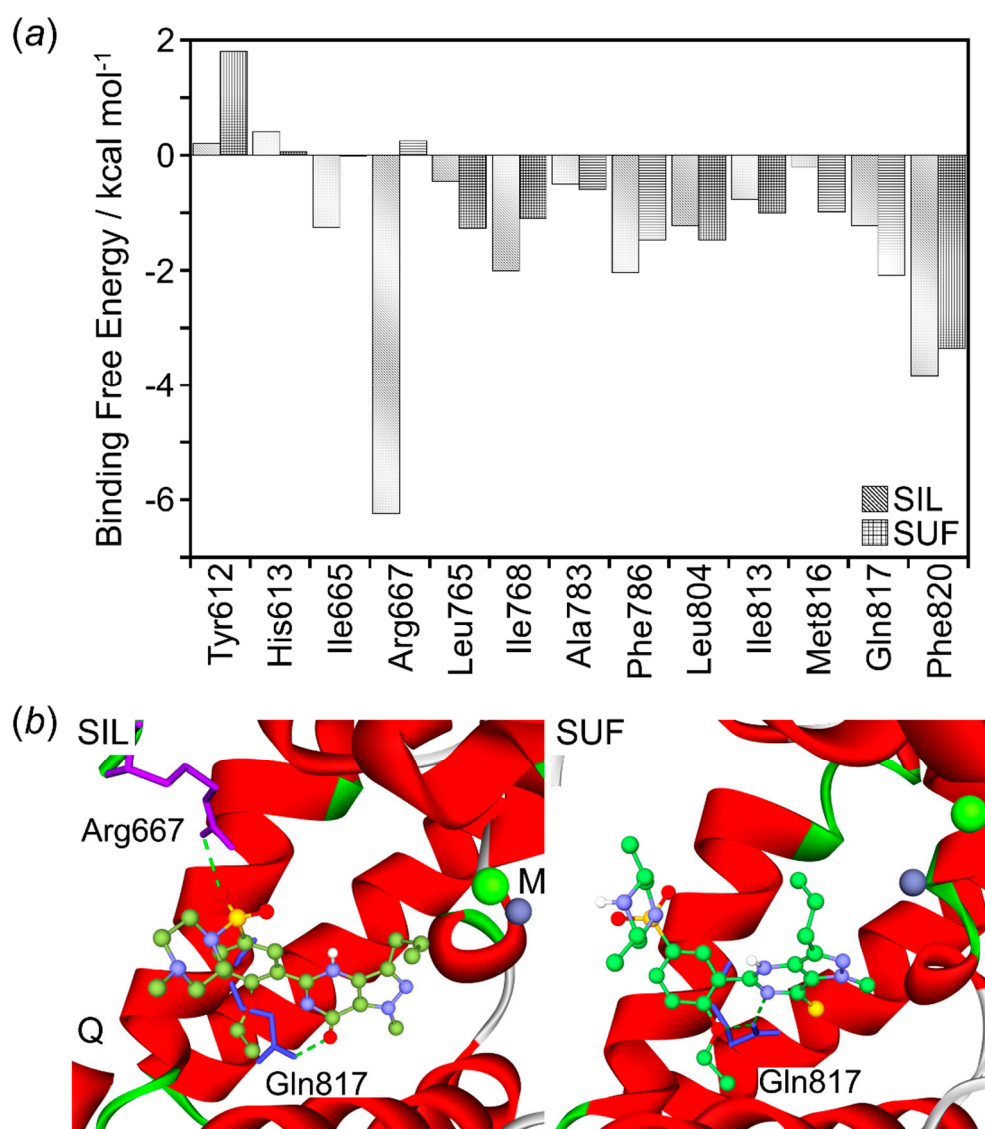 (a)
Binding Free Energy / kcal mol⁻¹
2
0
-2
-4
-6
SIL
SUF
Tyr612
His613
Ile665
Arg667
Leu765
Ile768
Ala783
Phe786
Leu804
Ile813
Met816
Gln817
Phe820
(b)
SIL
Arg667
M
Q
Gln817
SUF
Gln817